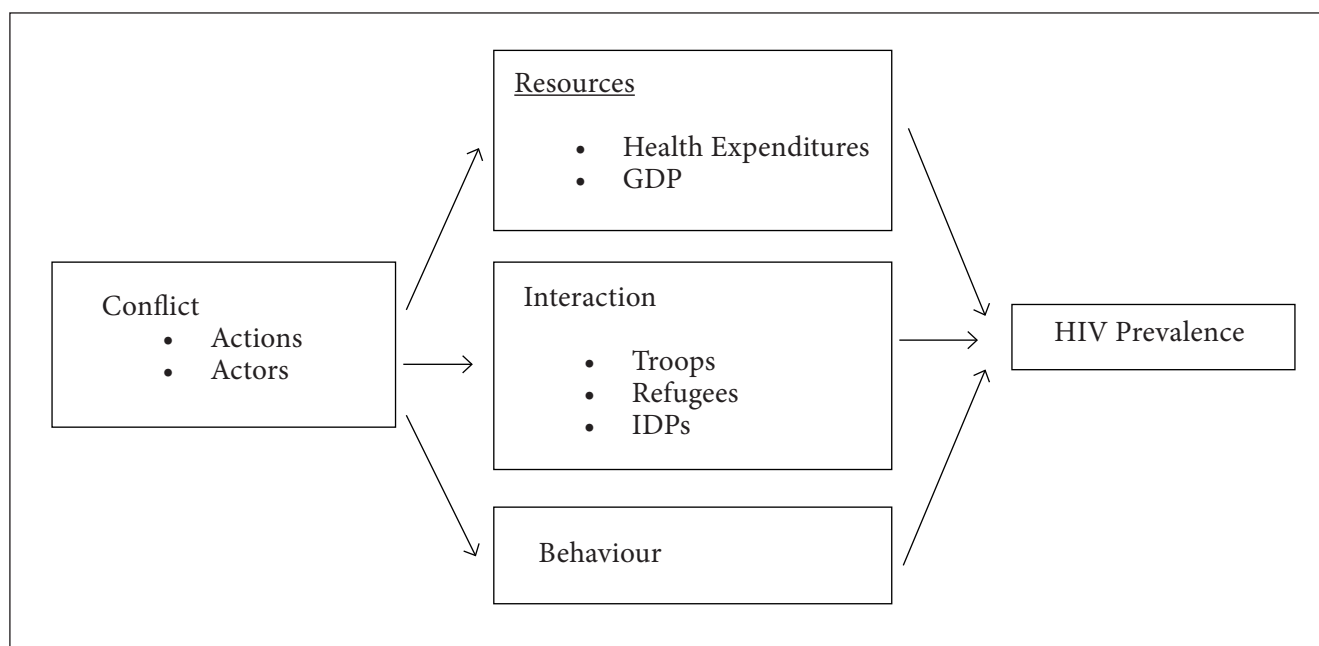 Resources
• Health Expenditures
• GDP
Conflict
• Actions
• Actors
Interaction
• Troops
• Refugees
• IDPs
HIV Prevalence
Behaviour